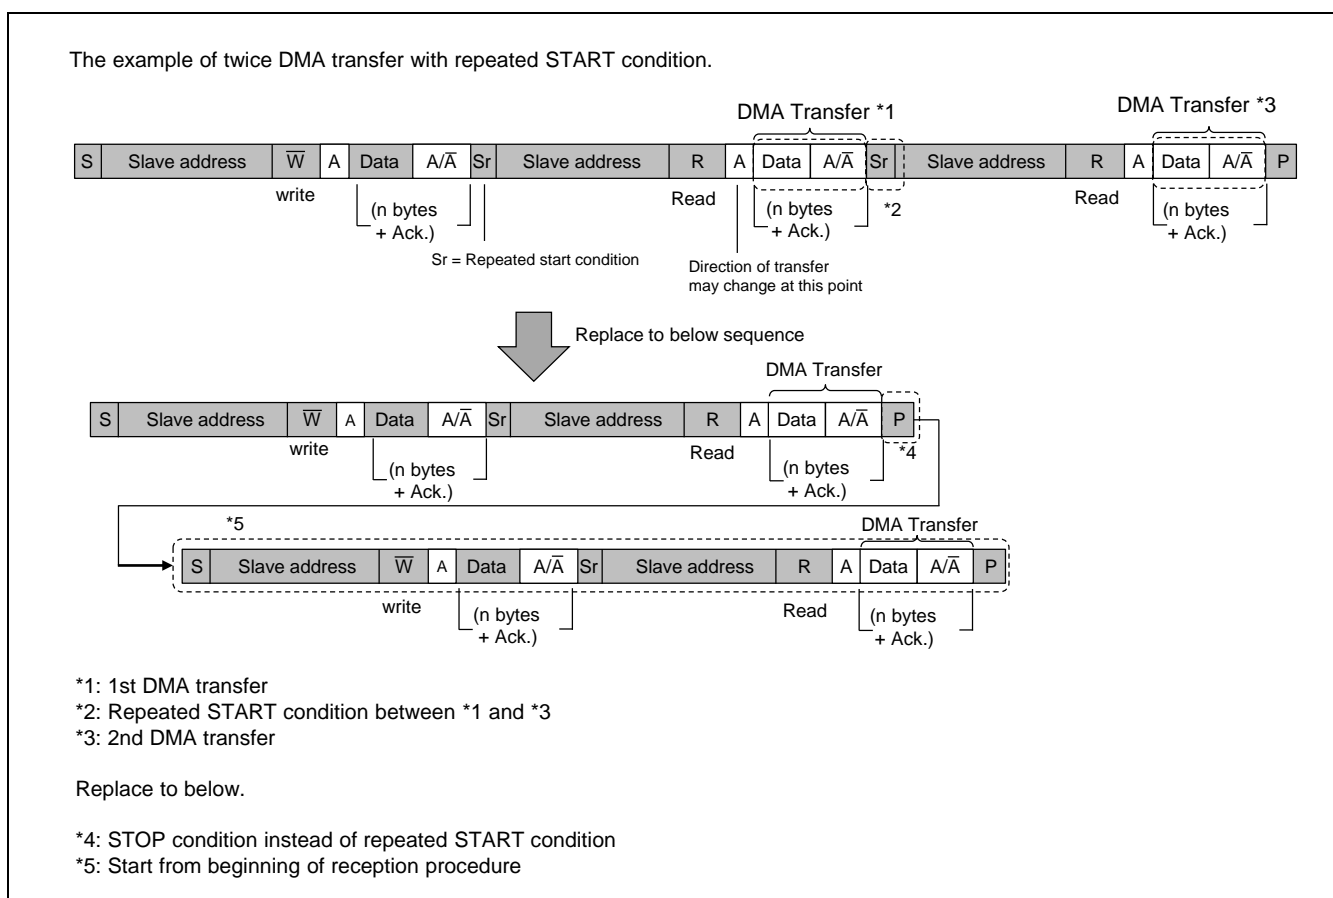 The example of twice DMA transfer with repeated START condition.
DMA Transfer *1
DMA Transfer *3
S Slave address W̅ A Data A/A̅ Sr Slave address R A Data A/A̅ Sr Slave address R A Data A/A̅ P
write Read *2 Read
(n bytes (n bytes (n bytes
+ Ack.) + Ack.) + Ack.)
Sr = Repeated start condition
Direction of transfer
may change at this point
Replace to below sequence
DMA Transfer
S Slave address W̅ A Data A/A̅ Sr Slave address R A Data A/A̅ P
write Read *4
(n bytes (n bytes
+ Ack.) + Ack.)
*5
DMA Transfer
S Slave address W̅ A Data A/A̅ Sr Slave address R A Data A/A̅ P
write Read
(n bytes (n bytes
+ Ack.) + Ack.)
*1: 1st DMA transfer
*2: Repeated START condition between *1 and *3
*3: 2nd DMA transfer
Replace to below.
*4: STOP condition instead of repeated START condition
*5: Start from beginning of reception procedure